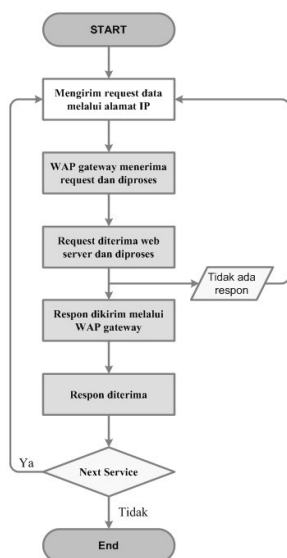 START
Mengirim request data
melalui alamat IP
WAP gateway menerima
request dan diproses
Request diterima web
server dan diproses
Tidak ada
respon
Respon dikirim melalui
WAP gateway
Respon diterima
Ya
Next Service
Tidak
End